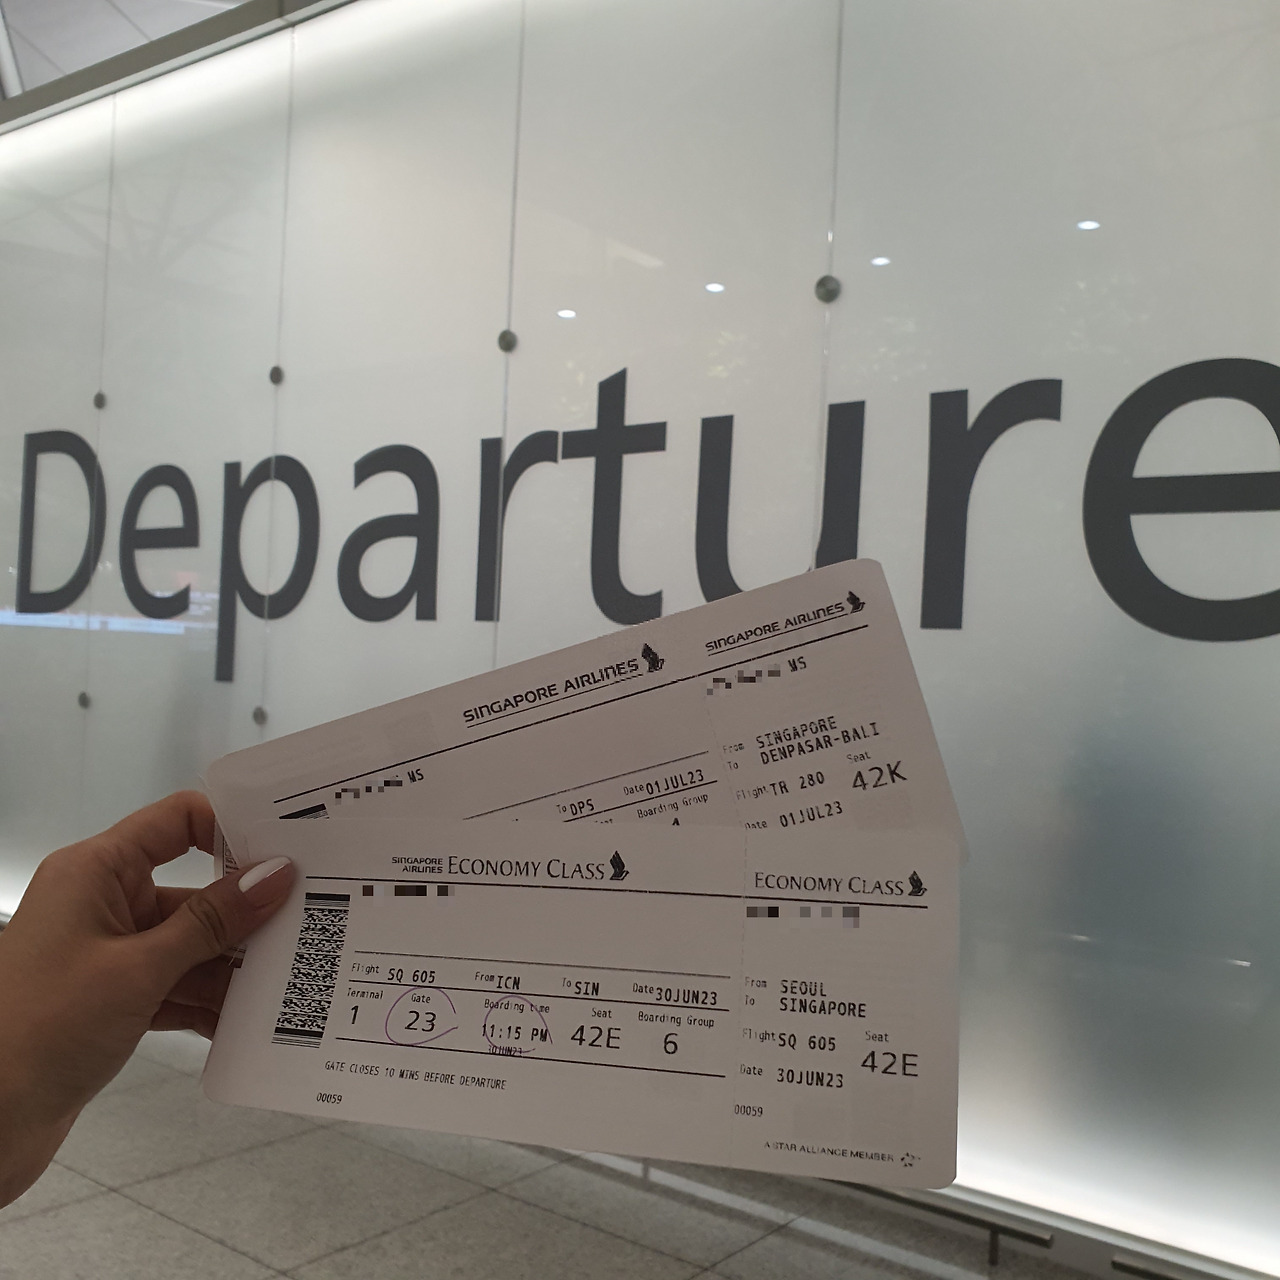 Departure
SINGAPORE AIRLINES
MS
To DPS Date 01JUL23
Boarding Group
SINGAPORE AIRLINES
MS
From SINGAPORE
To DENPASAR-BALI
Flight TR 280 Seat 42K
Date 01JUL23
SINGAPORE AIRLINES ECONOMY CLASS
Flight SQ 605 From ICN To SIN Date 30JUN23
Terminal Gate Boarding time Seat Boarding Group
1 23 11:15 PM 42E 6
30JUN23
GATE CLOSES 10 MINS BEFORE DEPARTURE
00059
ECONOMY CLASS
From SEOUL
To SINGAPORE
Flight SQ 605 Seat 42E
Date 30JUN23
00059
A STAR ALLIANCE MEMBER